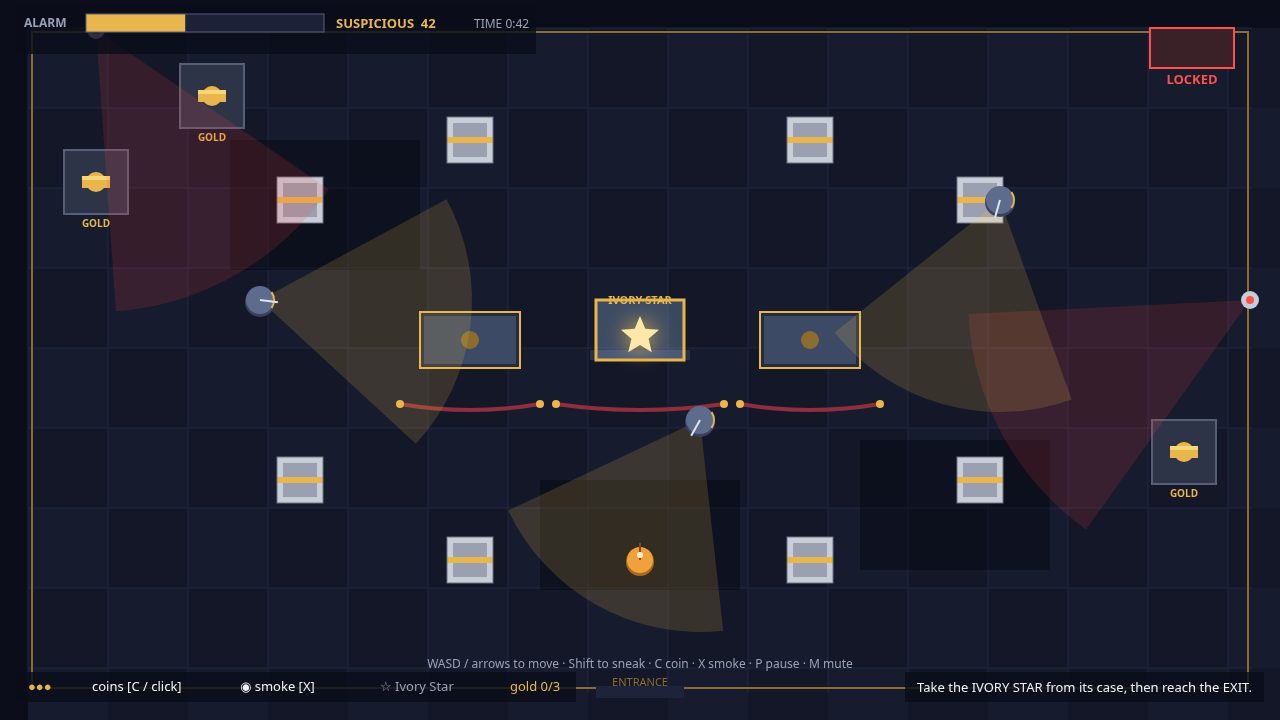 ALARM
SUSPICIOUS 42
TIME 0:42
LOCKED
GOLD
GOLD
IVORY STAR
GOLD
WASD / arrows to move · Shift to sneak · C coin · X smoke · P pause · M mute
ENTRANCE
●●● coins [C / click]
◉ smoke [X]
☆ Ivory Star
gold 0/3
Take the IVORY STAR from its case, then reach the EXIT.